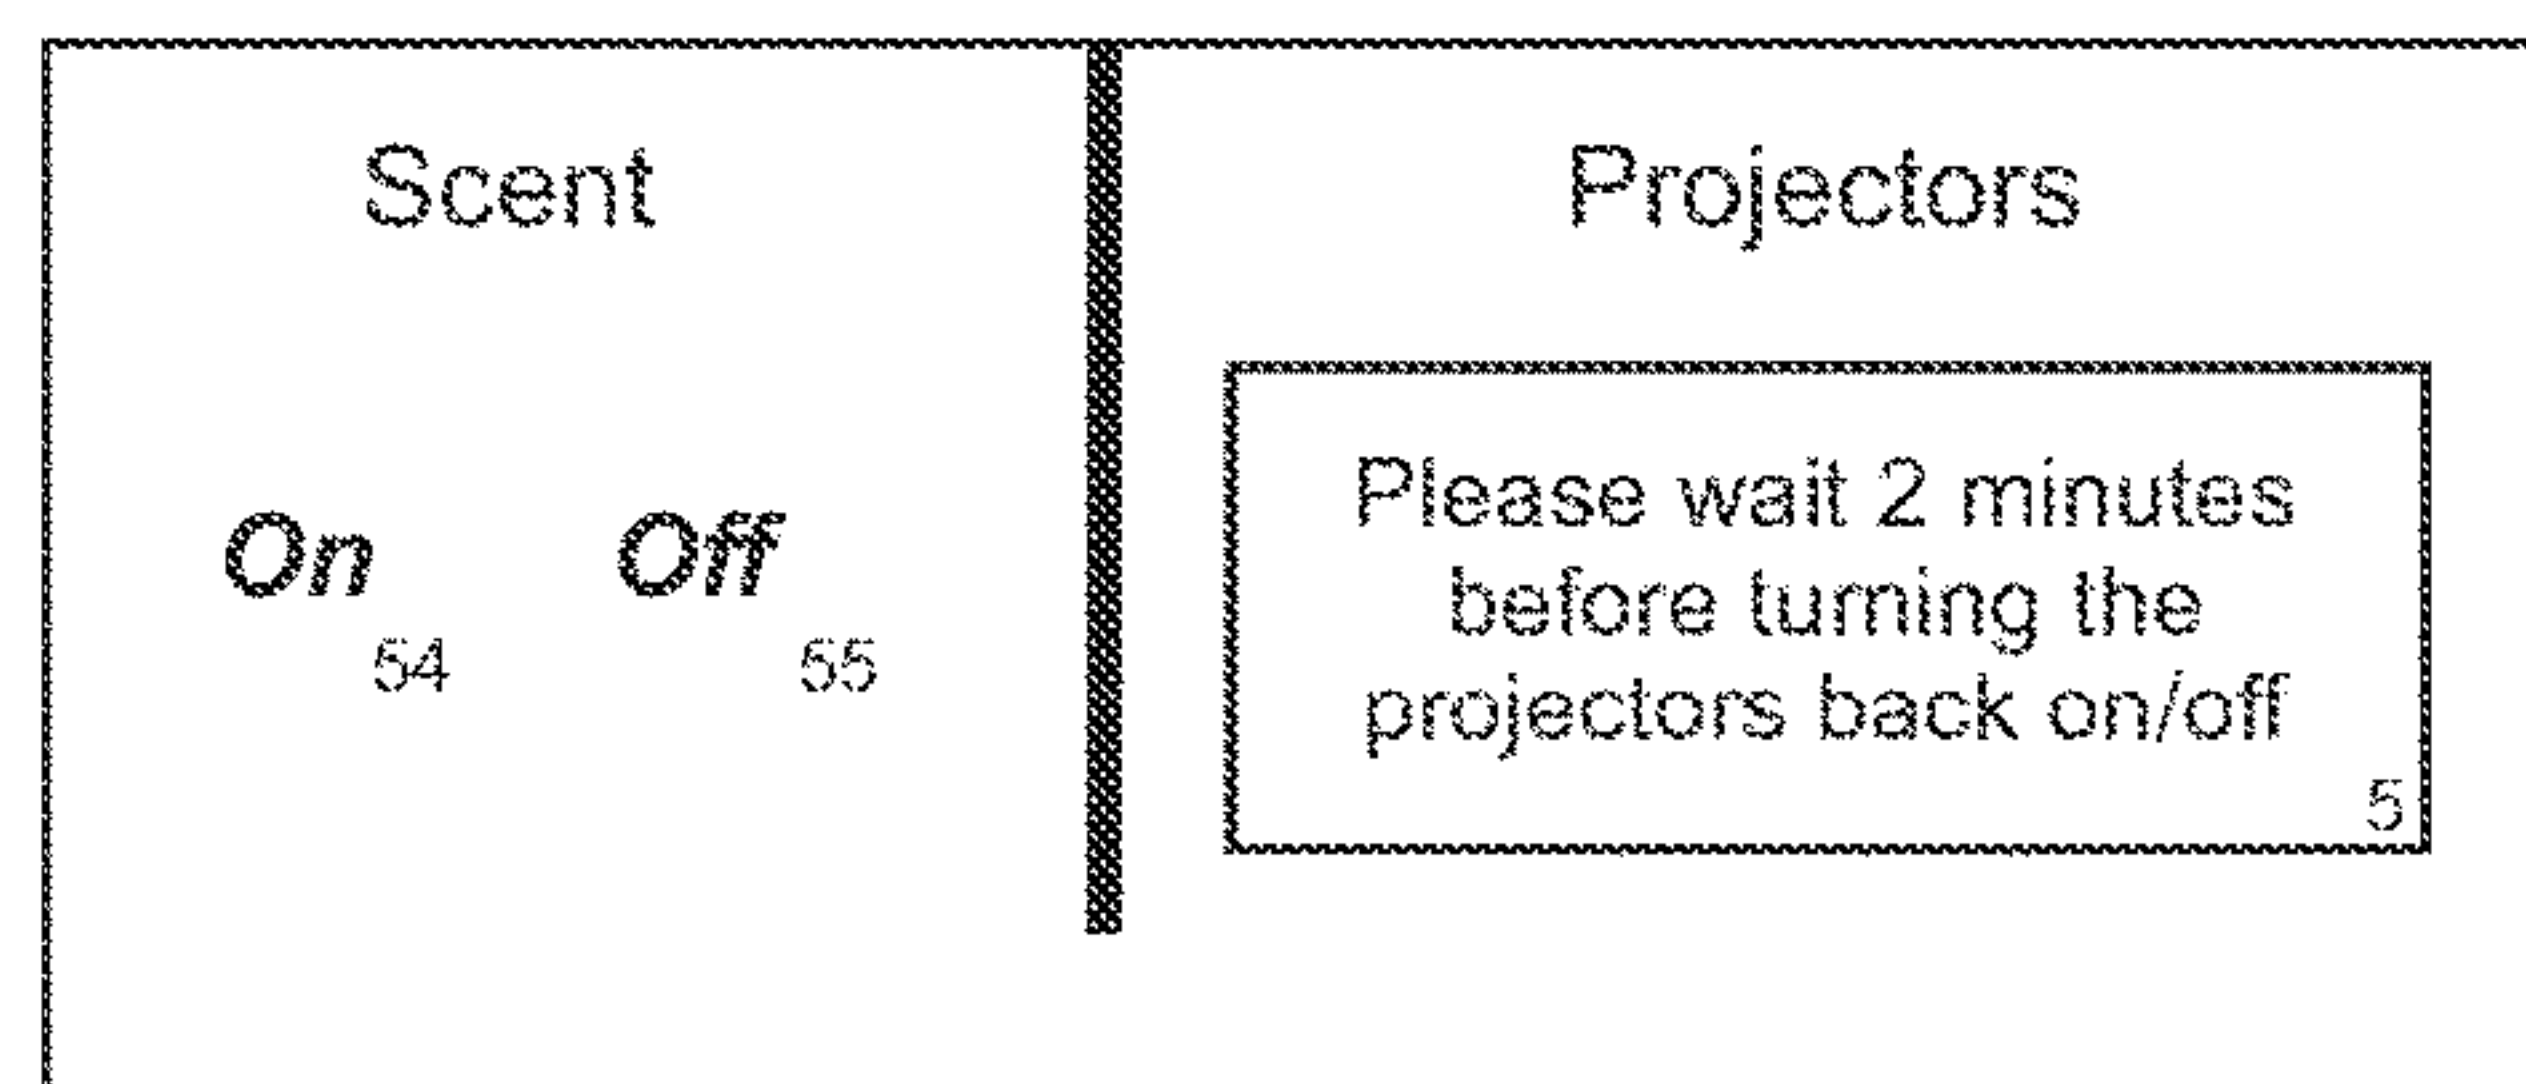 Scent
On Off
54 55
Projectors
Please wait 2 minutes
before turning the
projectors back on/off
5